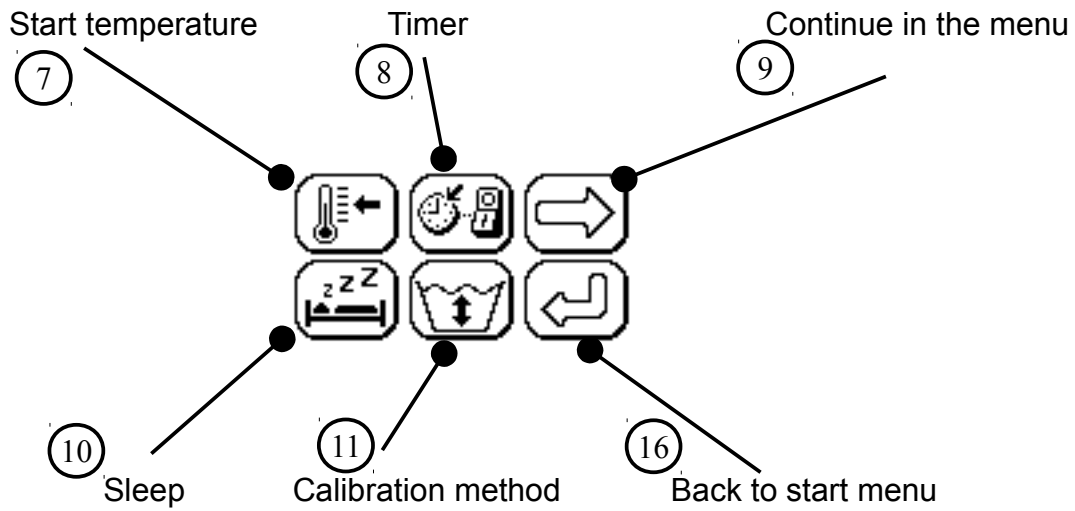 Start temperature
Timer
Continue in the menu
7
8
9
z z Z
10
11
16
Sleep
Calibration method
Back to start menu